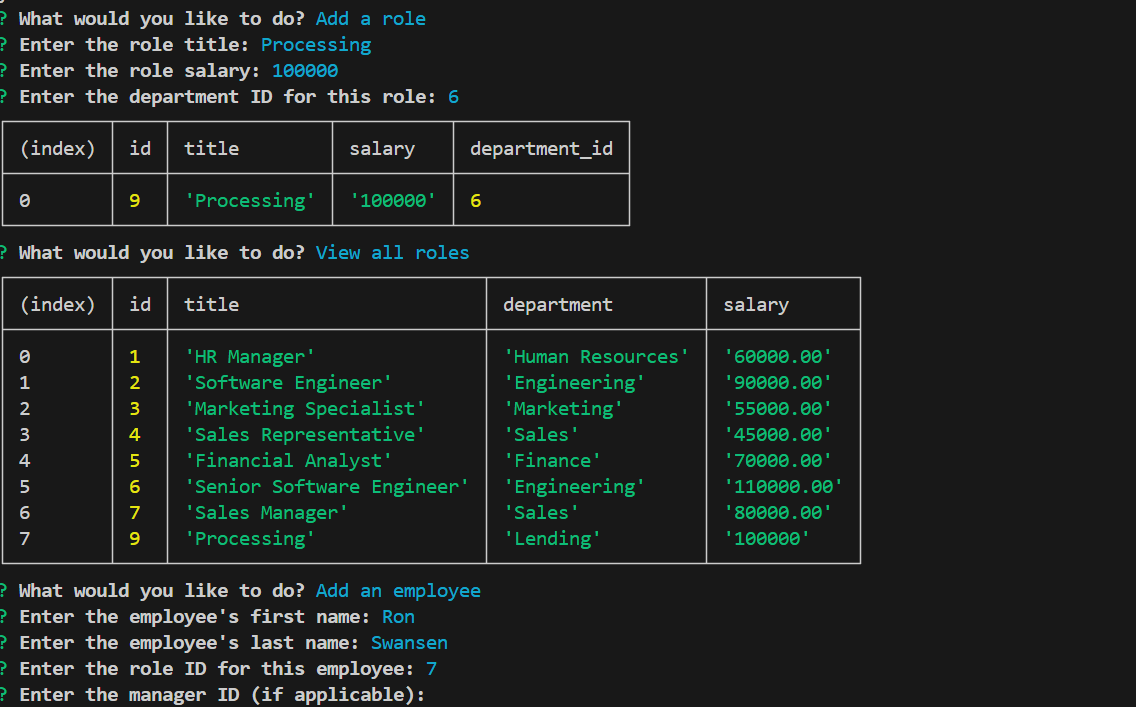 ? What would you like to do? Add a role
? Enter the role title: Processing
? Enter the role salary: 100000
? Enter the department ID for this role: 6
(index) id title salary department_id
0 9 'Processing' '100000' 6
? What would you like to do? View all roles
(index) id title department salary
0 1 'HR Manager' 'Human Resources' '60000.00'
1 2 'Software Engineer' 'Engineering' '90000.00'
2 3 'Marketing Specialist' 'Marketing' '55000.00'
3 4 'Sales Representative' 'Sales' '45000.00'
4 5 'Financial Analyst' 'Finance' '70000.00'
5 6 'Senior Software Engineer' 'Engineering' '110000.00'
6 7 'Sales Manager' 'Sales' '80000.00'
7 9 'Processing' 'Lending' '100000'
? What would you like to do? Add an employee
? Enter the employee's first name: Ron
? Enter the employee's last name: Swansen
? Enter the role ID for this employee: 7
? Enter the manager ID (if applicable):